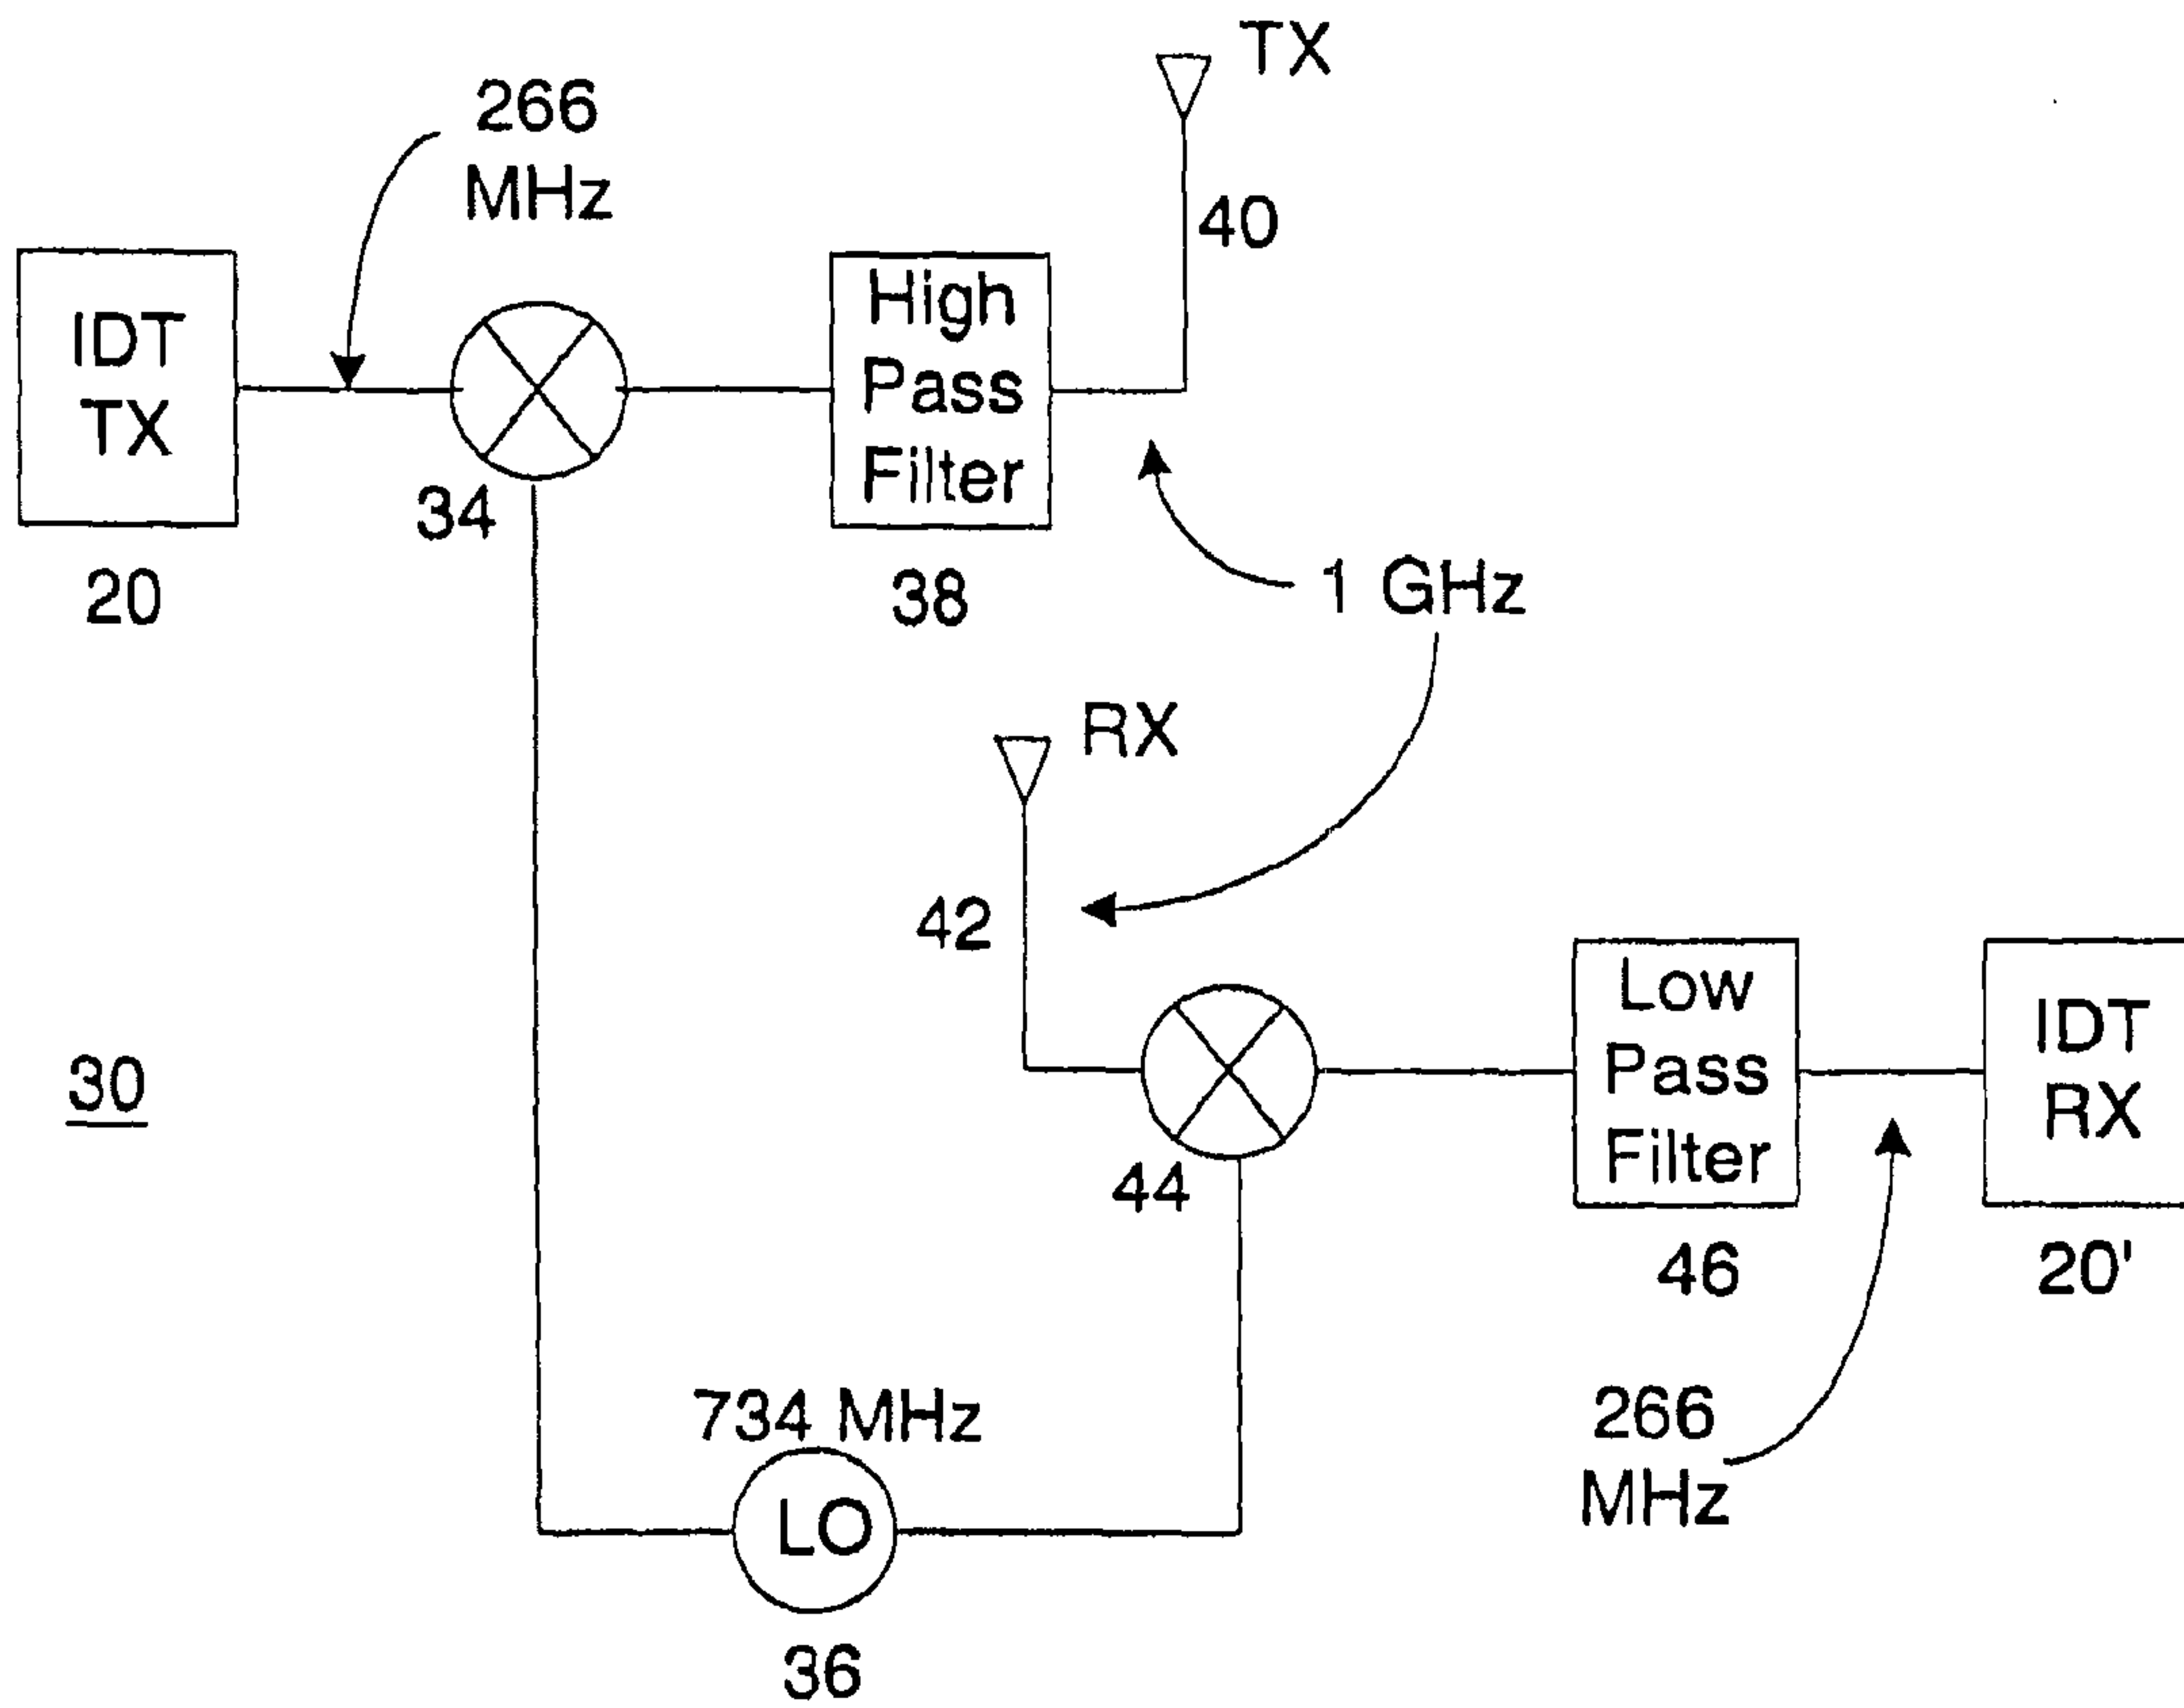 TX
266
MHz
40
IDT
TX
High
Pass
Filter
34
20
38
1 GHz
RX
42
Low
Pass
Filter
IDT
RX
30
44
46
20'
734 MHz
266
MHz
LO
36